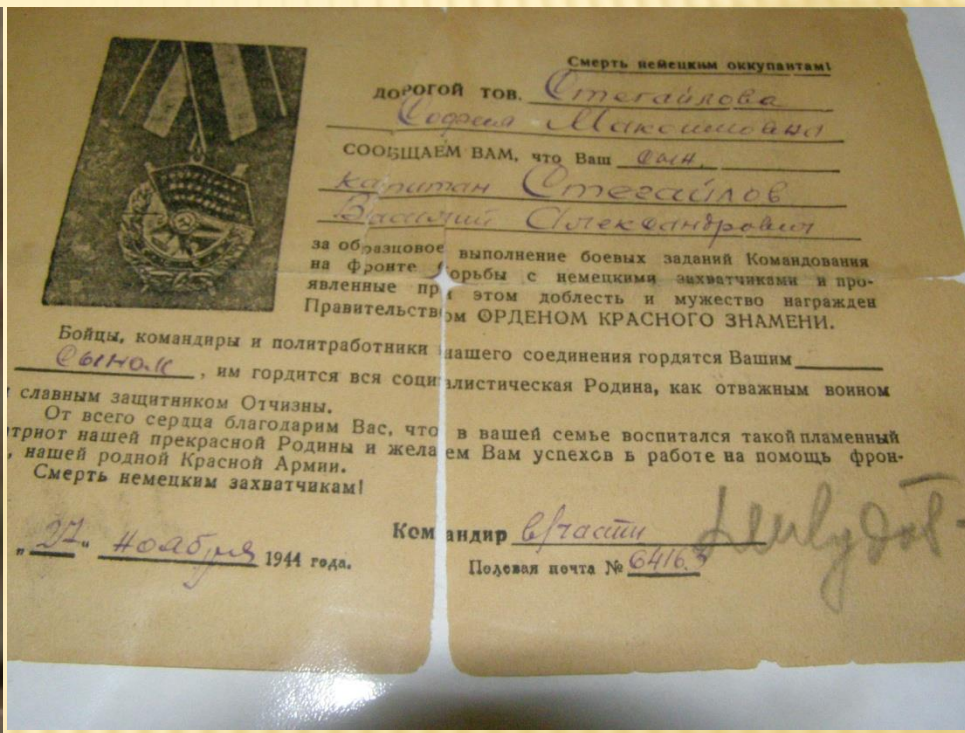 Смерть немецким оккупантам!
ДОРОГОЙ ТОВ. Стегайлова
София Максимовна
СООБЩАЕМ ВАМ, что Ваш сын,
капитан Стегайлов
Василий Александрович
за образцовое выполнение боевых заданий Командования
на фронте борьбы с немецкими захватчиками и про-
явленные при этом доблесть и мужество награжден
Правительством ОРДЕНОМ КРАСНОГО ЗНАМЕНИ.
Бойцы, командиры и политработники нашего соединения гордятся Вашим
сыном, им гордится вся социалистическая Родина, как отважным воином
славным защитником Отчизны.
От всего сердца благодарим Вас, что в вашей семье воспитался такой пламенный
атриот нашей прекрасной Родины и желаем Вам успехов в работе на помощь фрон-
, нашей родной Красной Армии.
Смерть немецким захватчикам!
"27" ноября 1944 года.
Командир в/части
Полевая почта № 64163